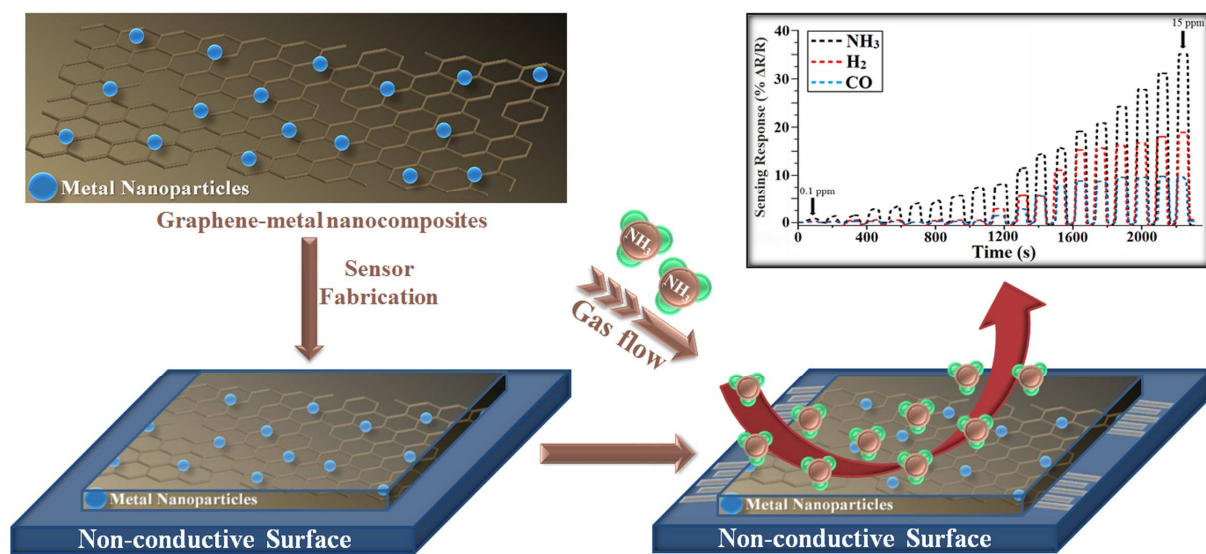 Metal Nanoparticles
Graphene-metal nanocomposites
Sensor
Fabrication
NH3
NH3
Gas flow
Sensing Response (% ΔR/R)
40
30
20
10
0
NH3
H2
CO
0.1 ppm
15 ppm
0 400 800 1200 1600 2000
Time (s)
Metal Nanoparticles
Non-conductive Surface
Metal Nanoparticles
Non-conductive Surface